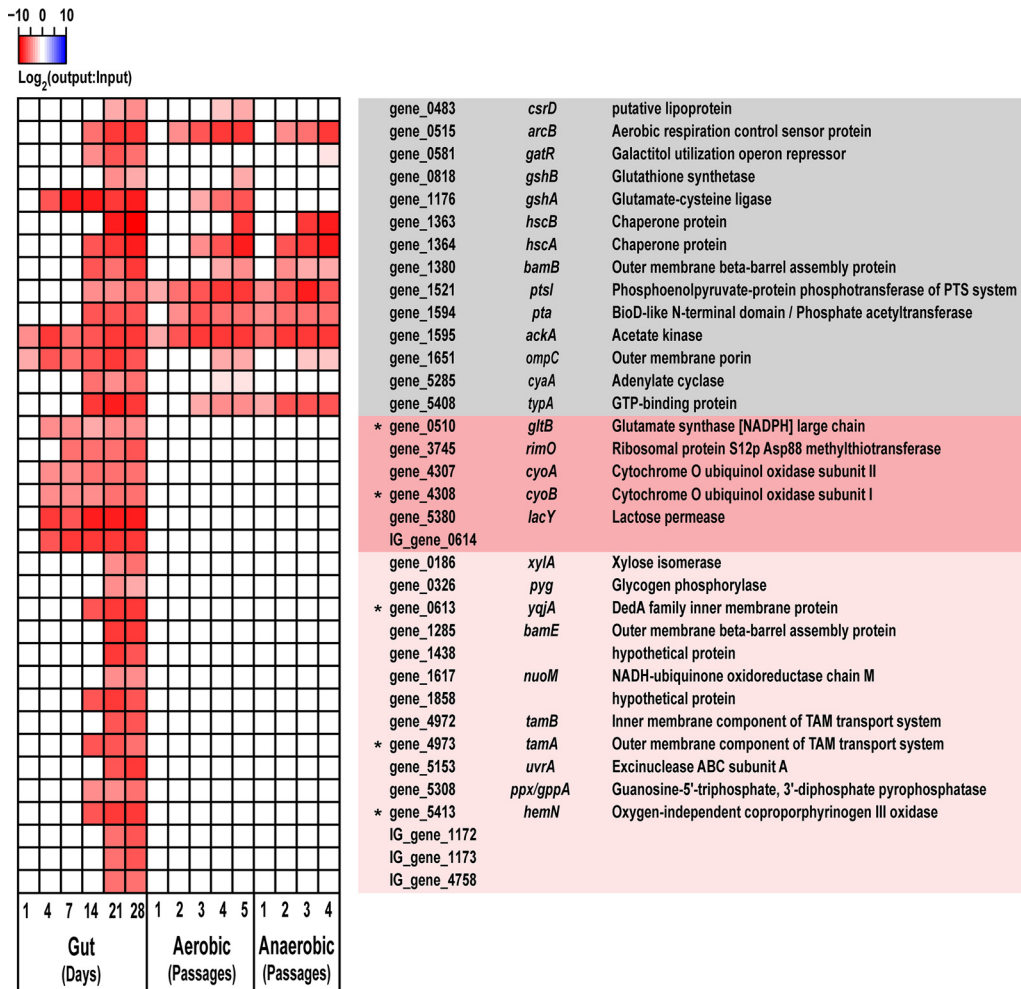 −10 0 10
Log2(output:Input)
gene_0483 csrD putative lipoprotein
gene_0515 arcB Aerobic respiration control sensor protein
gene_0581 gatR Galactitol utilization operon repressor
gene_0818 gshB Glutathione synthetase
gene_1176 gshA Glutamate-cysteine ligase
gene_1363 hscB Chaperone protein
gene_1364 hscA Chaperone protein
gene_1380 bamB Outer membrane beta-barrel assembly protein
gene_1521 ptsI Phosphoenolpyruvate-protein phosphotransferase of PTS system
gene_1594 pta BioD-like N-terminal domain / Phosphate acetyltransferase
gene_1595 ackA Acetate kinase
gene_1651 ompC Outer membrane porin
gene_5285 cyaA Adenylate cyclase
gene_5408 typA GTP-binding protein
* gene_0510 gltB Glutamate synthase [NADPH] large chain
gene_3745 rimO Ribosomal protein S12p Asp88 methylthiotransferase
gene_4307 cyoA Cytochrome O ubiquinol oxidase subunit II
* gene_4308 cyoB Cytochrome O ubiquinol oxidase subunit I
gene_5380 lacY Lactose permease
IG_gene_0614
gene_0186 xylA Xylose isomerase
gene_0326 pyg Glycogen phosphorylase
* gene_0613 yqjA DedA family inner membrane protein
gene_1285 bamE Outer membrane beta-barrel assembly protein
gene_1438 hypothetical protein
gene_1617 nuoM NADH-ubiquinone oxidoreductase chain M
gene_1858 hypothetical protein
gene_4972 tamB Inner membrane component of TAM transport system
* gene_4973 tamA Outer membrane component of TAM transport system
gene_5153 uvrA Excinuclease ABC subunit A
gene_5308 ppx/gppA Guanosine-5'-triphosphate, 3'-diphosphate pyrophosphatase
* gene_5413 hemN Oxygen-independent coproporphyrinogen III oxidase
IG_gene_1172
IG_gene_1173
IG_gene_4758
1 4 7 14 21 28 1 2 3 4 5 1 2 3 4
Gut Aerobic Anaerobic
(Days) (Passages) (Passages)